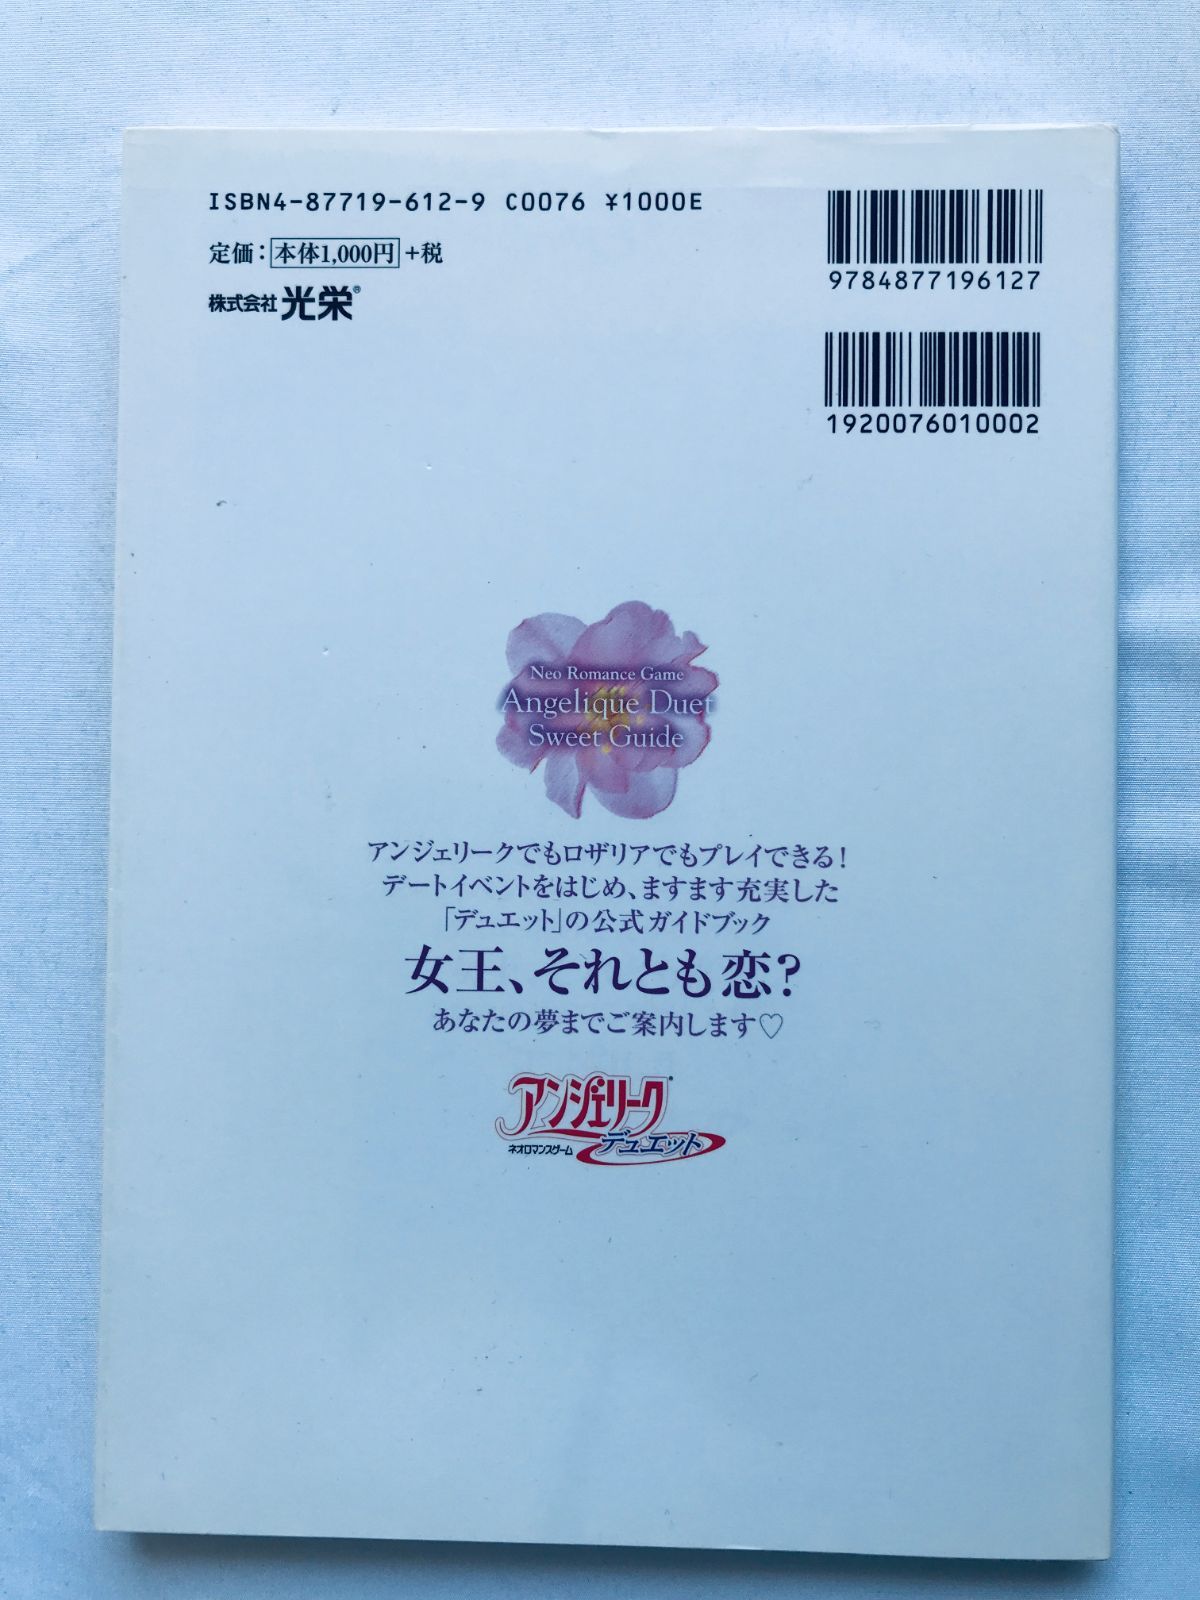 ISBN4-87719-612-9 C0076 ¥1000E
定価：本体1,000円+税
株式会社光栄®
9784877196127
1920076010002
Neo Romance Game
Angelique Duet
Sweet Guide
アンジェリークでもロザリアでもプレイできる！
デートイベントをはじめ、ますます充実した
「デュエット」の公式ガイドブック
女王、それとも恋？
あなたの夢までご案内します♡
アンジェリーク®
ネオロマンスゲーム
デュエット